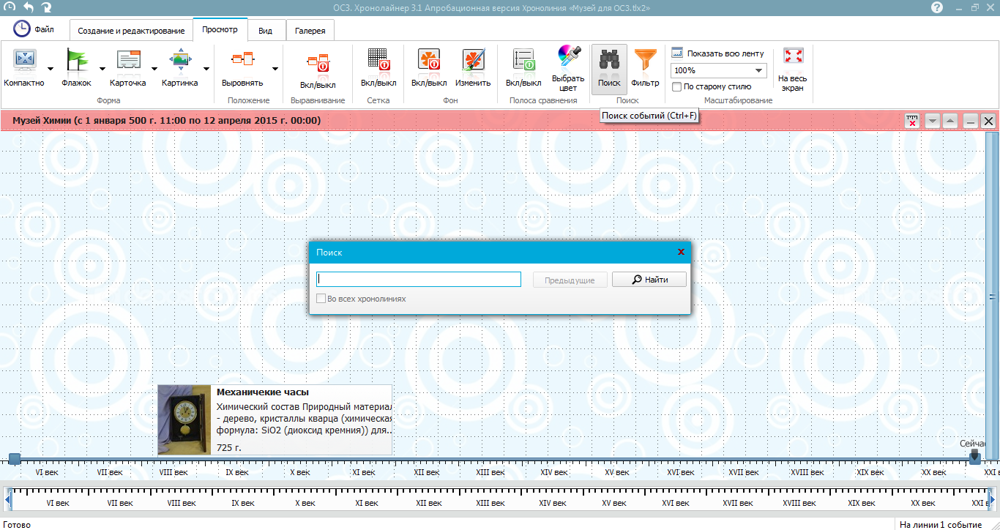 ОС3. Хронолайнер 3.1 Апробационная версия Хронолиния «Музей для ОС3.tlx2»
Файл
Создание и редактирование
Просмотр
Вид
Галерея
Компактно
Флажок
Карточка
Картинка
Выровнять
Вкл/выкл
Вкл/выкл
Вкл/выкл
Изменить
Вкл/выкл
Выбрать
цвет
Поиск
Фильтр
Показать всю ленту
100%
По старому стилю
На весь
экран
Форма
Положение
Выравнивание
Сетка
Фон
Полоса сравнения
Поиск
Масштабирование
Поиск событий (Ctrl+F)
Музей Химии (с 1 января 500 г. 11:00 по 12 апреля 2015 г. 00:00)
Поиск
Предыдущие
Найти
Во всех хронолиниях
Механичекие часы
Химический состав Природный материал
- дерево, кристаллы кварца (химическая
формула: SiO2 (диоксид кремния)) для...
725 г.
Сейчас
VI век VII век VIII век IX век X век XI век XII век XIII век XIV век XV век XVI век XVII век XVIII век XIX век XX век XXI в
VI век VII век VIII век IX век X век XI век XII век XIII век XIV век XV век XVI век XVII век XVIII век XIX век XX век XXI в
Готово
На линии 1 событие